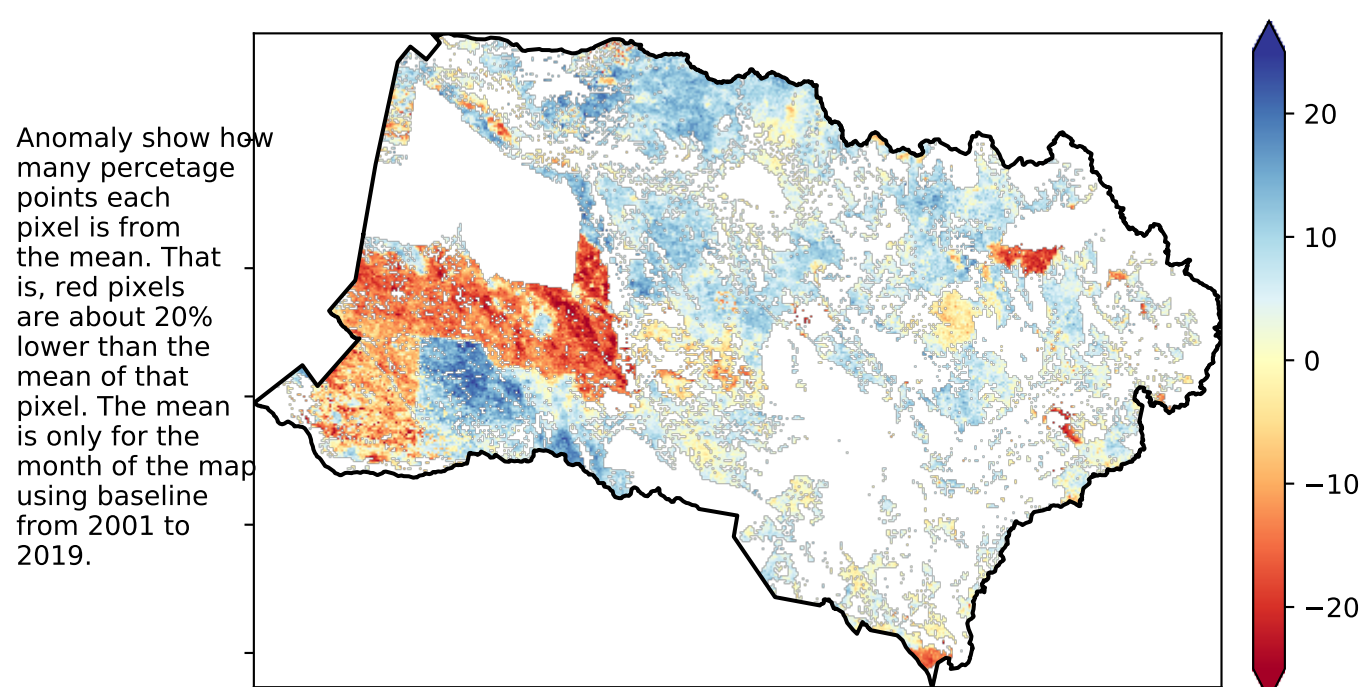 Anomaly show how
many percetage
points each
pixel is from
the mean. That
is, red pixels
are about 20%
lower than the
mean of that
pixel. The mean
is only for the
month of the map
using baseline
from 2001 to
2019.
20
10
0
−10
−20